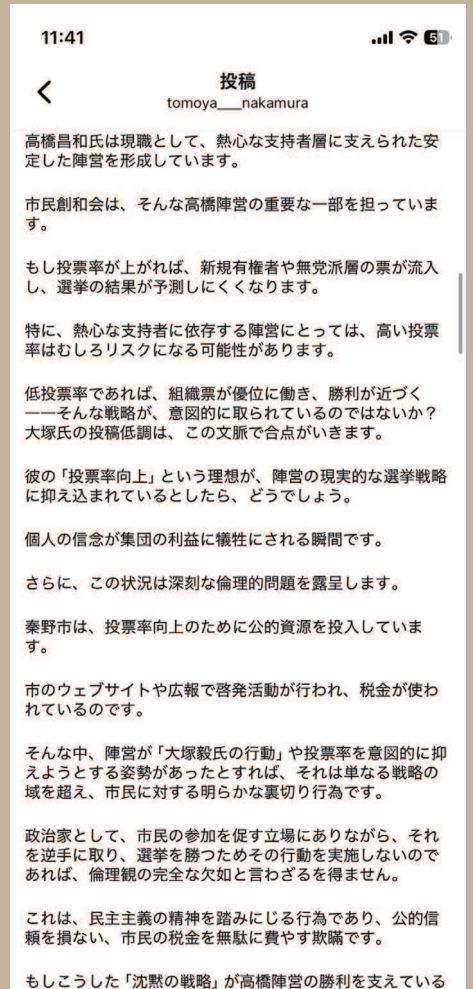 11:41
51
投稿
tomoya___nakamura
高橋昌和氏は現職として、熱心な支持者層に支えられた安
定した陣営を形成しています。
市民創和会は、そんな高橋陣営の重要な一部を担っていま
す。
もし投票率が上がれば、新規有権者や無党派層の票が流入
し、選挙の結果が予測しにくくなります。
特に、熱心な支持者に依存する陣営にとっては、高い投票
率はむしろリスクになる可能性があります。
低投票率であれば、組織票が優位に働き、勝利が近づく
——そんな戦略が、意図的に取られているのではないか？
大塚氏の投稿低調は、この文脈で合点がいきます。
彼の「投票率向上」という理想が、陣営の現実的な選挙戦略
に抑え込まれているとしたら、どうでしょう。
個人の信念が集団の利益に犠牲にされる瞬間です。
さらに、この状況は深刻な倫理的問題を露呈します。
秦野市は、投票率向上のために公的資源を投入していま
す。
市のウェブサイトや広報で啓発活動が行われ、税金が使わ
れているのです。
そんな中、陣営が「大塚毅氏の行動」や投票率を意図的に抑
えようとする姿勢があったとすれば、それは単なる戦略の
域を超え、市民に対する明らかな裏切り行為です。
政治家として、市民の参加を促す立場にありながら、それ
を逆手に取り、選挙を勝つためその行動を実施しないので
あれば、倫理観の完全な欠如と言わざるを得ません。
これは、民主主義の精神を踏みにじる行為であり、公的信
頼を損ない、市民の税金を無駄に費やす欺瞞です。
もしこうした「沈黙の戦略」が高橋陣営の勝利を支えている